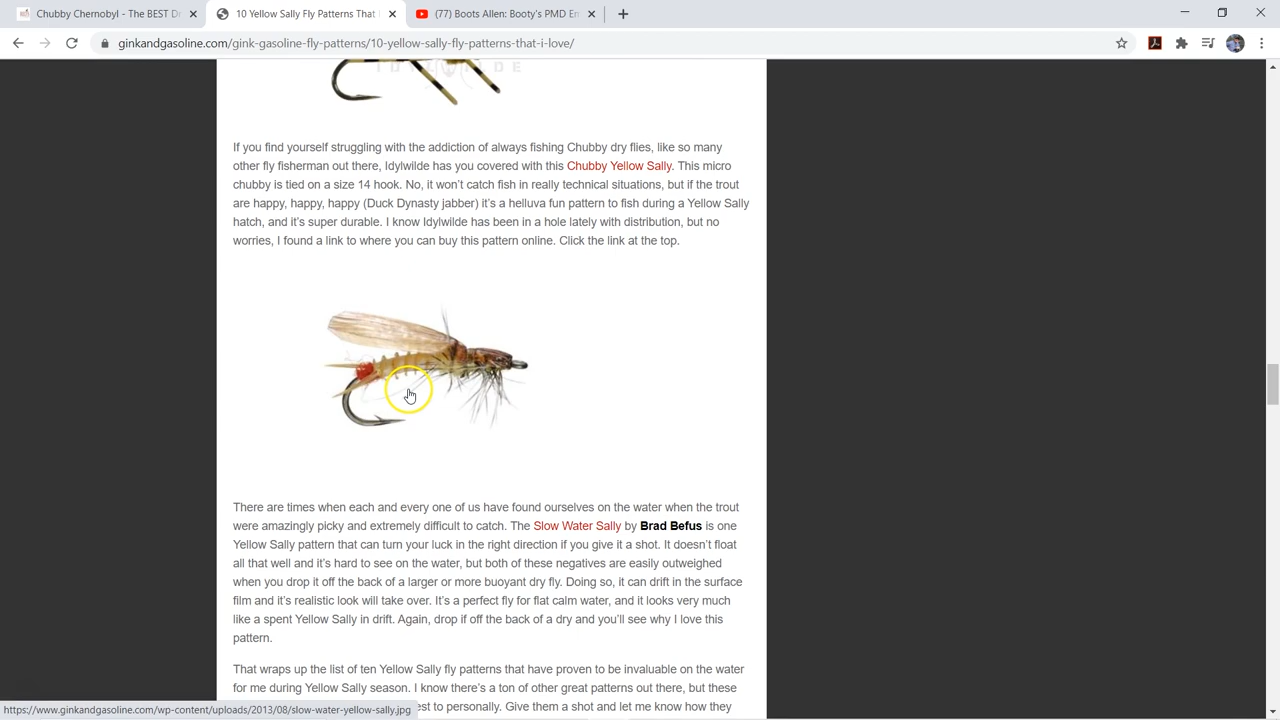 Chubby Chernobyl - The BEST Dr
10 Yellow Sally Fly Patterns That I
(77) Boots Allen: Booty's PMD Em
ginkandgasoline.com/gink-gasoline-fly-patterns/10-yellow-sally-fly-patterns-that-i-love/
IDYLWILDE
If you find yourself struggling with the addiction of always fishing Chubby dry flies, like so many
other fly fisherman out there, Idylwilde has you covered with this Chubby Yellow Sally. This micro
chubby is tied on a size 14 hook. No, it won't catch fish in really technical situations, but if the trout
are happy, happy, happy (Duck Dynasty jabber) it's a helluva fun pattern to fish during a Yellow Sally
hatch, and it's super durable. I know Idylwilde has been in a hole lately with distribution, but no
worries, I found a link to where you can buy this pattern online. Click the link at the top.
There are times when each and every one of us have found ourselves on the water when the trout
were amazingly picky and extremely difficult to catch. The Slow Water Sally by Brad Befus is one
Yellow Sally pattern that can turn your luck in the right direction if you give it a shot. It doesn't float
all that well and it's hard to see on the water, but both of these negatives are easily outweighed
when you drop it off the back of a larger or more buoyant dry fly. Doing so, it can drift in the surface
film and it's realistic look will take over. It's a perfect fly for flat calm water, and it looks very much
like a spent Yellow Sally in drift. Again, drop if off the back of a dry and you'll see why I love this
pattern.
That wraps up the list of ten Yellow Sally fly patterns that have proven to be invaluable on the water
for me during Yellow Sally season. I know there's a ton of other great patterns out there, but these
est to personally. Give them a shot and let me know how they
https://www.ginkandgasoline.com/wp-content/uploads/2013/08/slow-water-yellow-sally.jpg